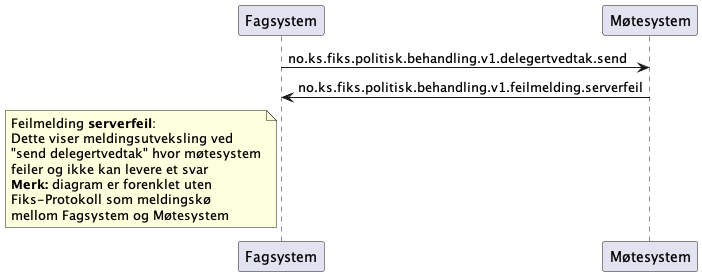 Fagsystem
Møtesystem
no.ks.fiks.politisk.behandling.v1.delegertvedtak.send
no.ks.fiks.politisk.behandling.v1.feilmelding.serverfeil
Feilmelding serverfeil:
Dette viser meldingsutveksling ved
"send delegertvedtak" hvor møtesystem
feiler og ikke kan levere et svar
Merk: diagram er forenklet uten
Fiks-Protokoll som meldingskø
mellom Fagsystem og Møtesystem
Fagsystem
Møtesystem